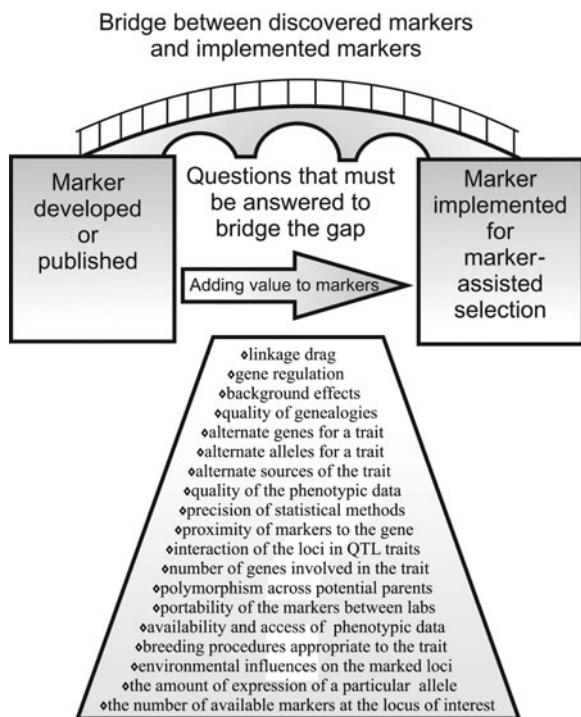 Bridge between discovered markers
and implemented markers
Marker
developed
or
published
Questions that must
be answered to
bridge the gap
Adding value to markers
Marker
implemented
for
marker-
assisted
selection
⬨linkage drag
⬨gene regulation
⬨background effects
⬨quality of genealogies
⬨alternate genes for a trait
⬨alternate alleles for a trait
⬨alternate sources of the trait
⬨quality of the phenotypic data
⬨precision of statistical methods
⬨proximity of markers to the gene
⬨interaction of the loci in QTL traits
⬨number of genes involved in the trait
⬨polymorphism across potential parents
⬨portability of the markers between labs
⬨availability and access of phenotypic data
⬨breeding procedures appropriate to the trait
⬨environmental influences on the marked loci
⬨the amount of expression of a particular allele
⬨the number of available markers at the locus of interest